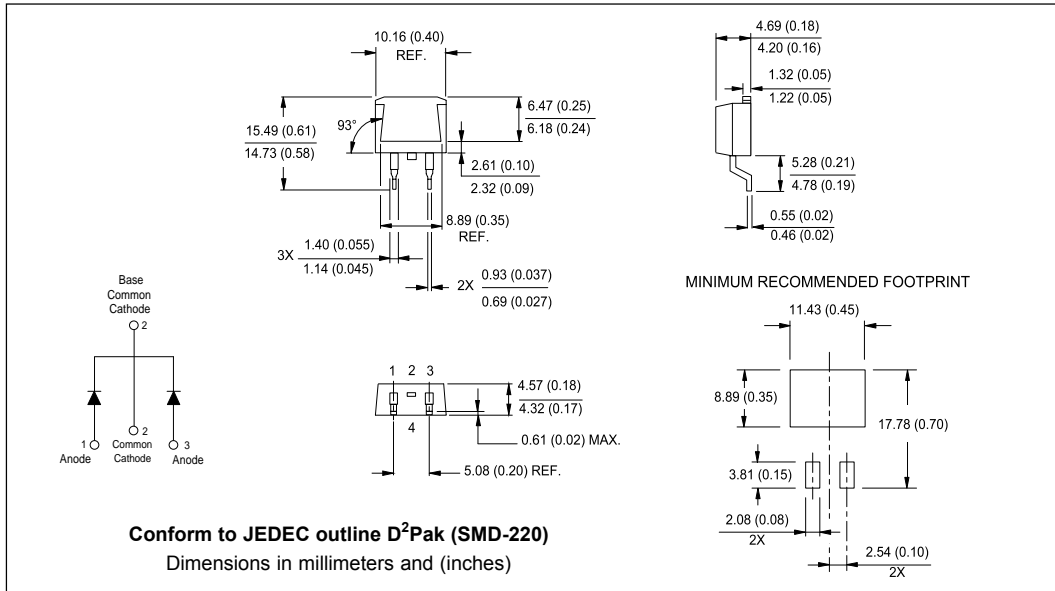 10.16 (0.40)
REF.
15.49 (0.61)
14.73 (0.58)
93°
6.47 (0.25)
6.18 (0.24)
2.61 (0.10)
2.32 (0.09)
8.89 (0.35)
REF.
3X
1.40 (0.055)
1.14 (0.045)
2X
0.93 (0.037)
0.69 (0.027)
4.69 (0.18)
4.20 (0.16)
1.32 (0.05)
1.22 (0.05)
5.28 (0.21)
4.78 (0.19)
0.55 (0.02)
0.46 (0.02)
Base
Common
Cathode
2
1
Anode
2
Common
Cathode
3
Anode
1 2 3
4
4.57 (0.18)
4.32 (0.17)
0.61 (0.02) MAX.
5.08 (0.20) REF.
MINIMUM RECOMMENDED FOOTPRINT
11.43 (0.45)
8.89 (0.35)
17.78 (0.70)
3.81 (0.15)
2.08 (0.08)
2X
2.54 (0.10)
2X
Conform to JEDEC outline D²Pak (SMD-220)
Dimensions in millimeters and (inches)